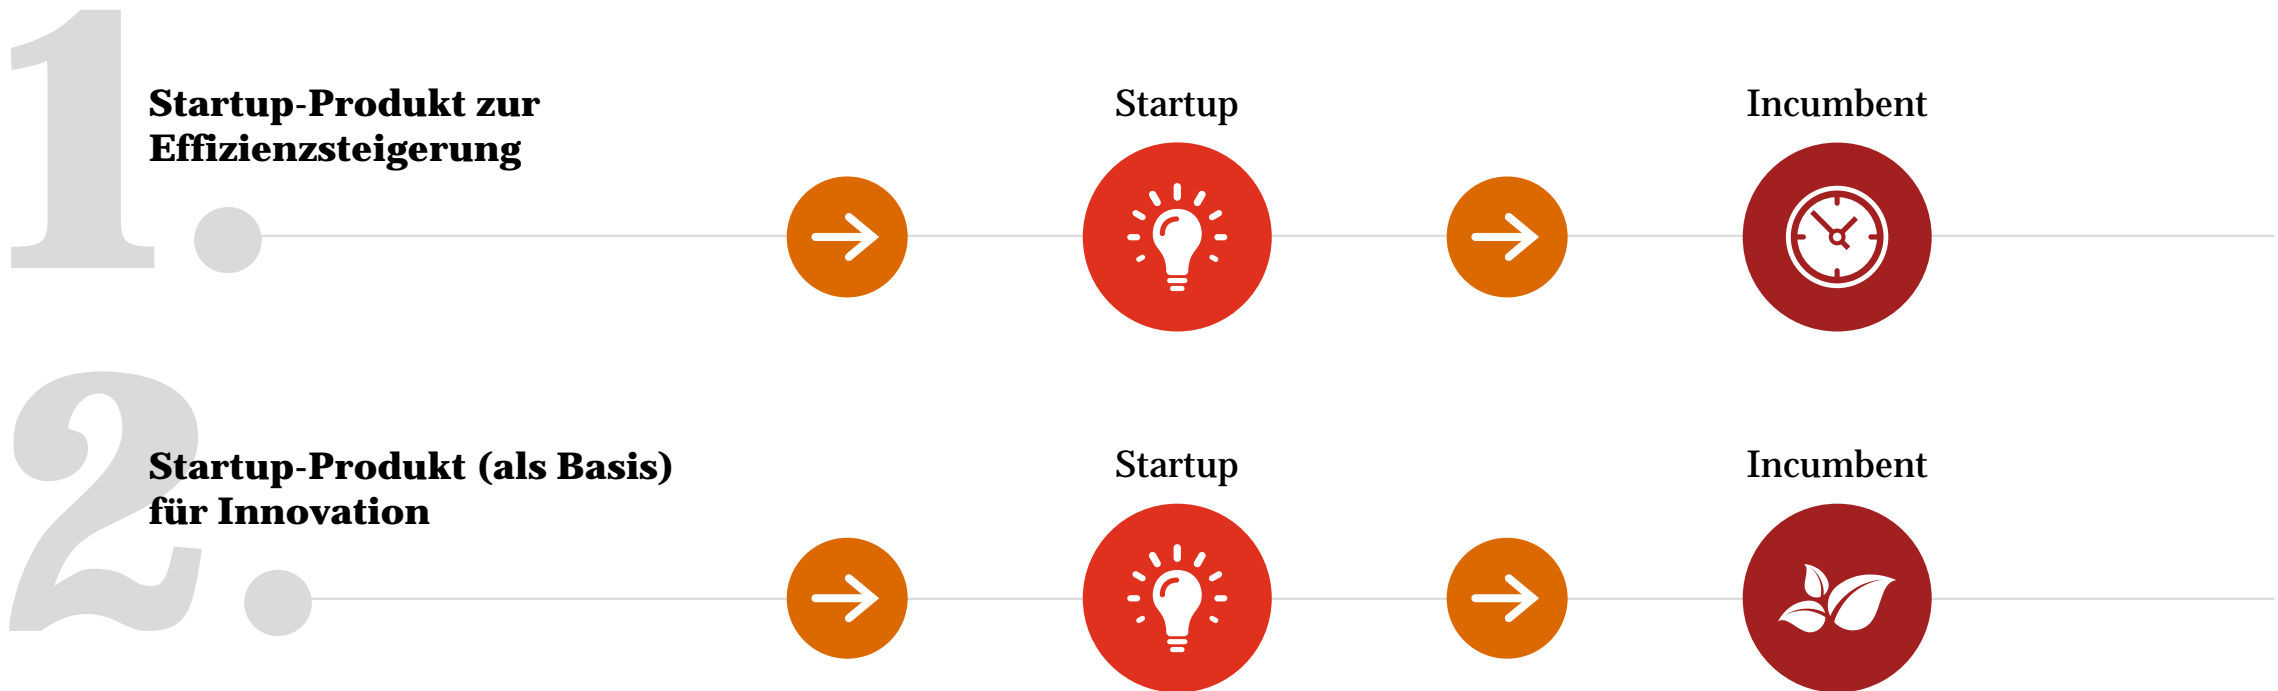 1.
Startup-Produkt zur
Effizienzsteigerung
Startup
Incumbent
2.
Startup-Produkt (als Basis)
für Innovation
Startup
Incumbent